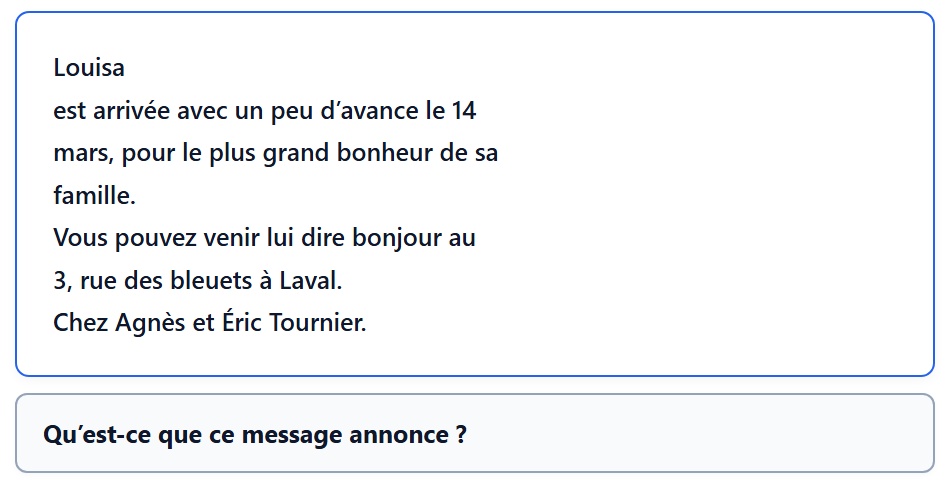 Louisa
est arrivée avec un peu d’avance le 14
mars, pour le plus grand bonheur de sa
famille.
Vous pouvez venir lui dire bonjour au
3, rue des bleuets à Laval.
Chez Agnès et Éric Tournier.
Qu’est-ce que ce message annonce ?